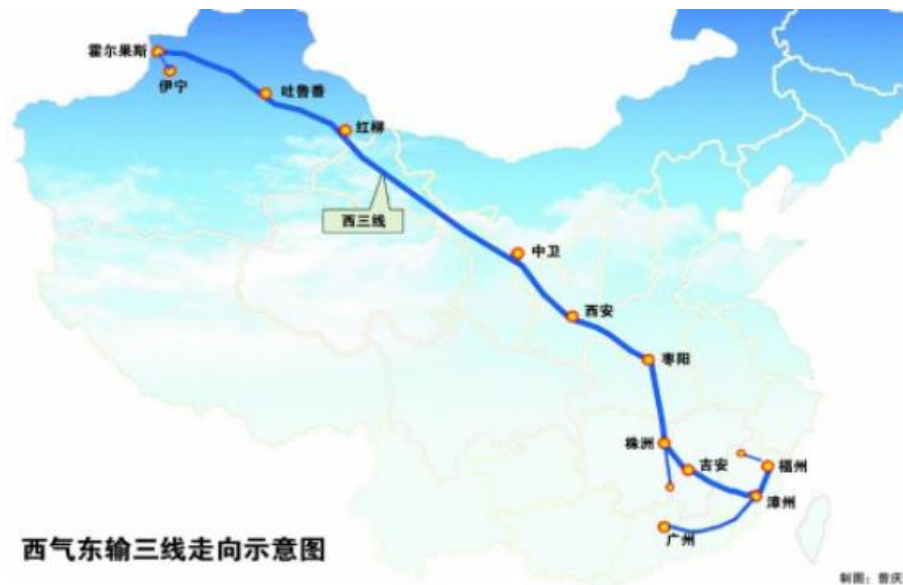 霍尔果斯
伊宁
吐鲁番
红柳
西三线
中卫
西安
枣阳
株洲
吉安
福州
漳州
广州
西气东输三线走向示意图
制图：曾庆